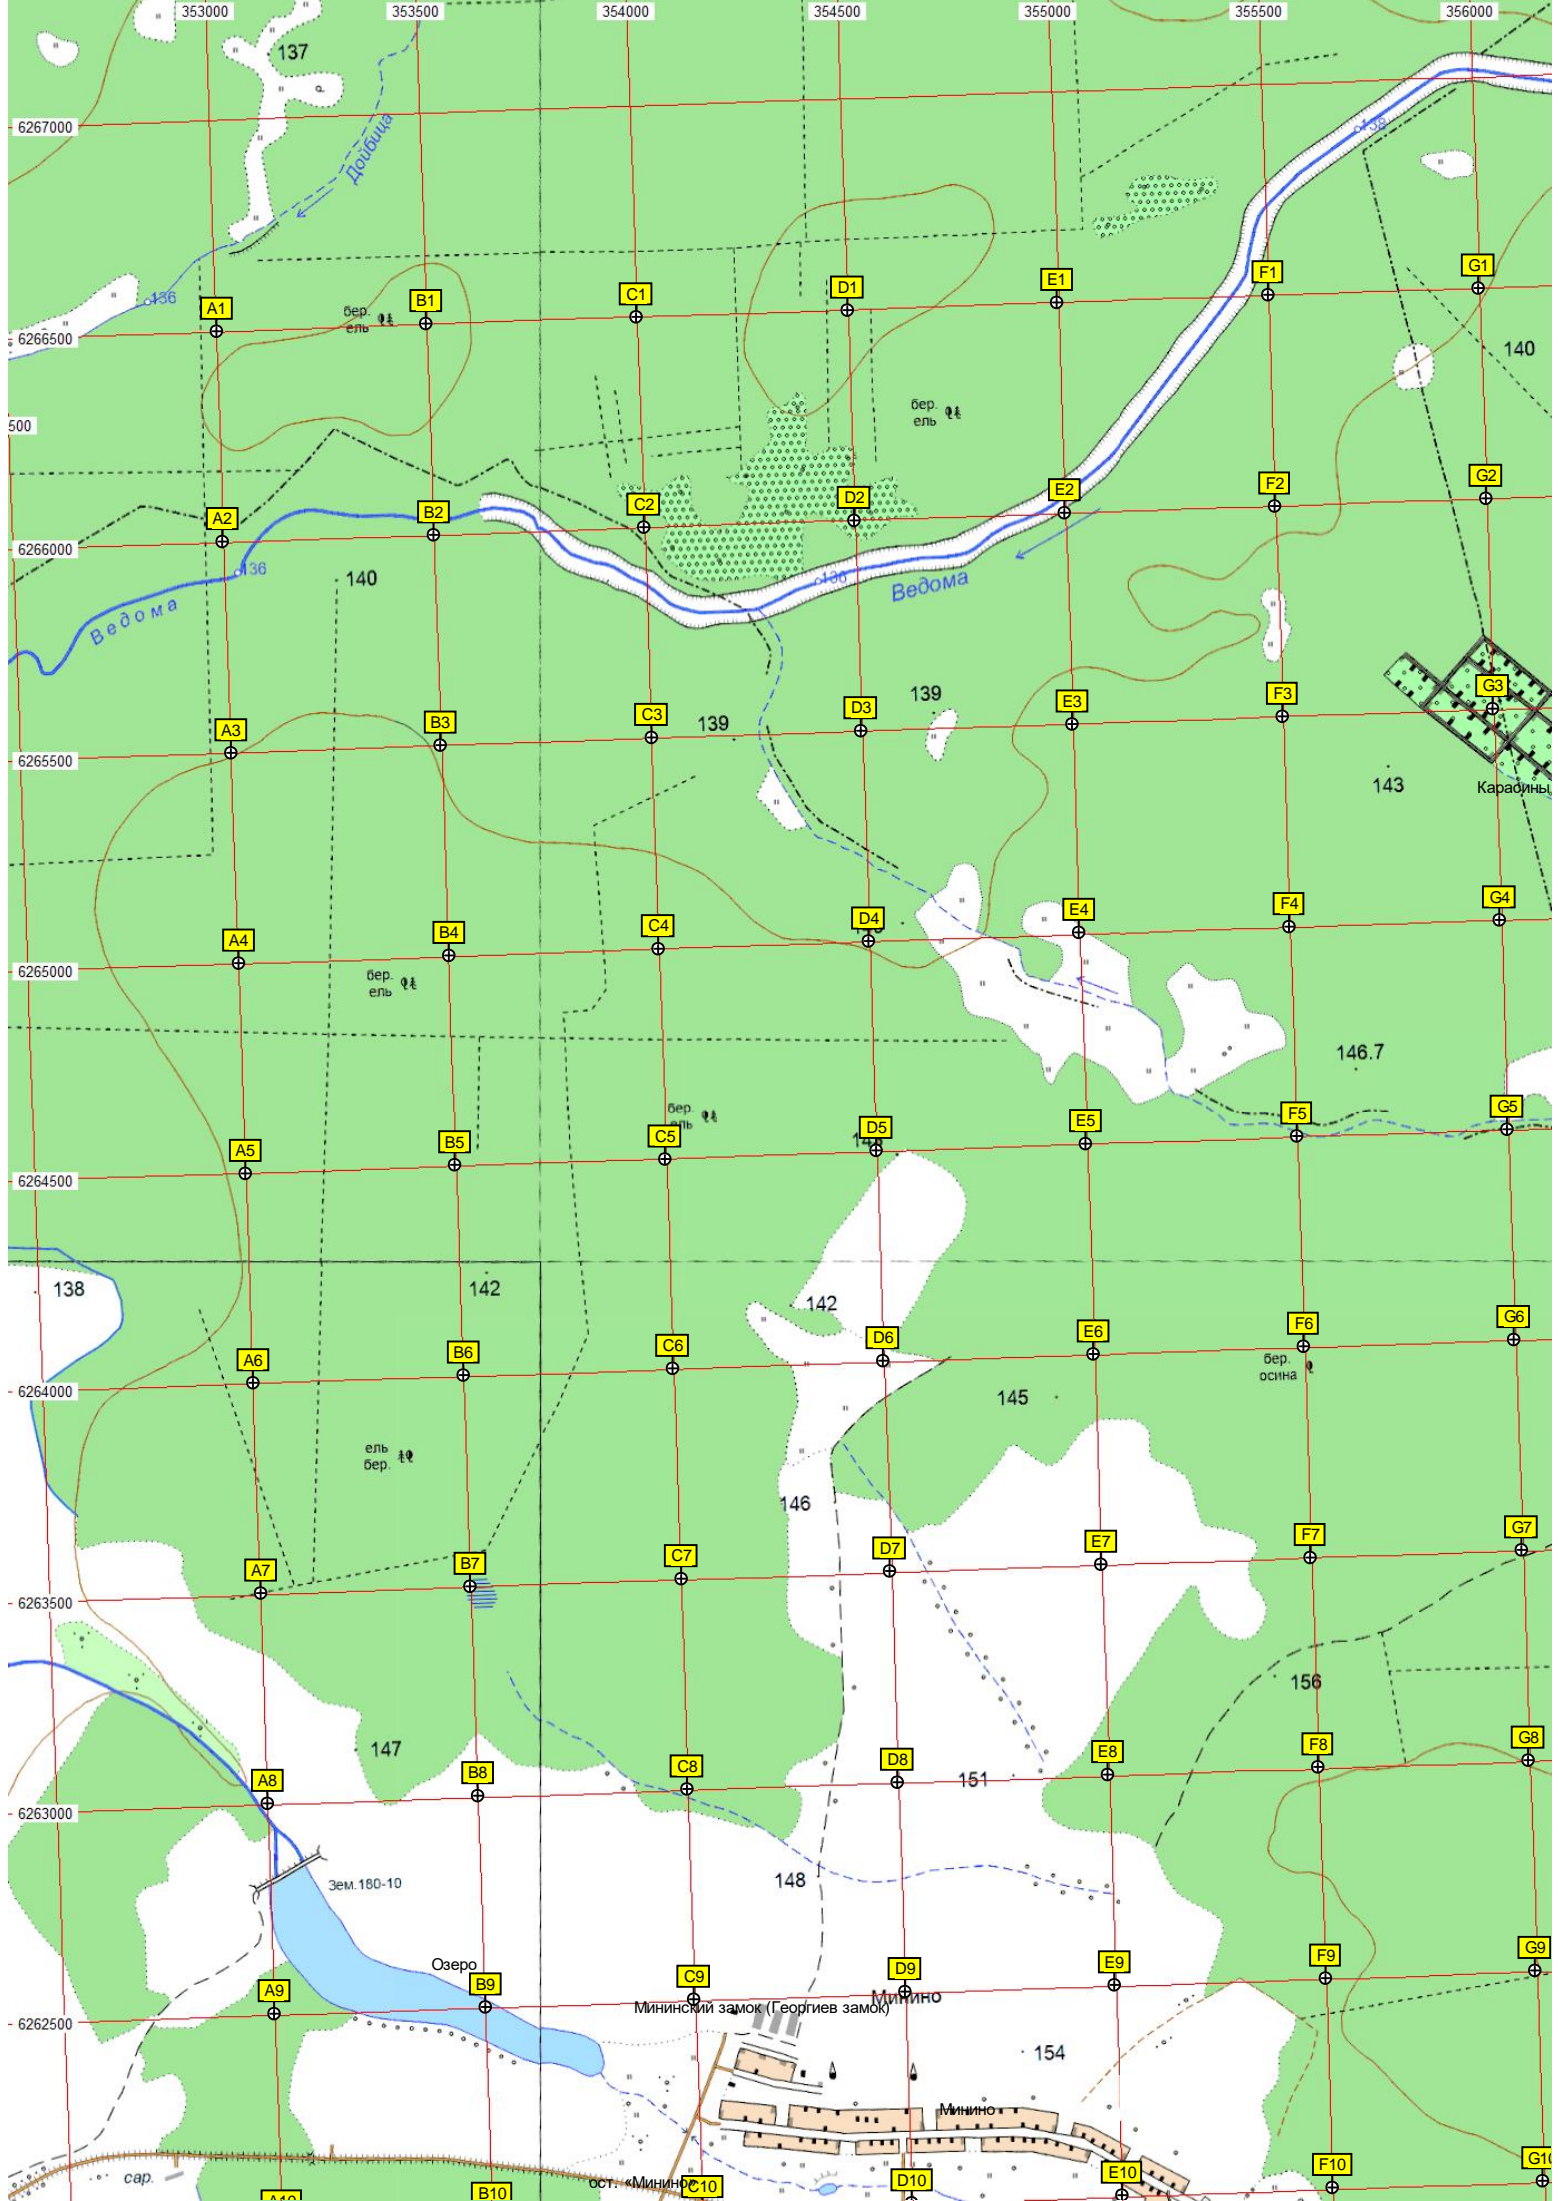 353000 353500 354000 354500 355000 355500 356000
137
6267000
Дойбица
138
136
A1 B1 C1 D1 E1 F1 G1
бер.
ель
6266500
140
бер.
ель
500
A2 B2 C2 D2 E2 F2 G2
6266000
136
140
136
Ведома
Ведома
139
139
A3 B3 C3 D3 E3 F3 G3
6265500
143
A4 B4 C4 D4 E4 F4 G4
6265000
бер.
ель
146.7
бер.
A5 B5 C5 D5 E5 F5 G5
6264500
138
142
142
A6 B6 C6 D6 E6 F6 G6
6264000
бер.
осина
145
ель
бер.
146
A7 B7 C7 D7 E7 F7 G7
6263500
156
147
151
A8 B8 C8 D8 E8 F8 G8
6263000
Зем.180-10
148
Озеро
A9 B9 C9 D9 E9 F9 G9
Минино
Мининский замок (Георгиев замок)
6262500
154
Минино
сар.
ост. «Минино»
A10 B10 C10 D10 E10 F10 G10